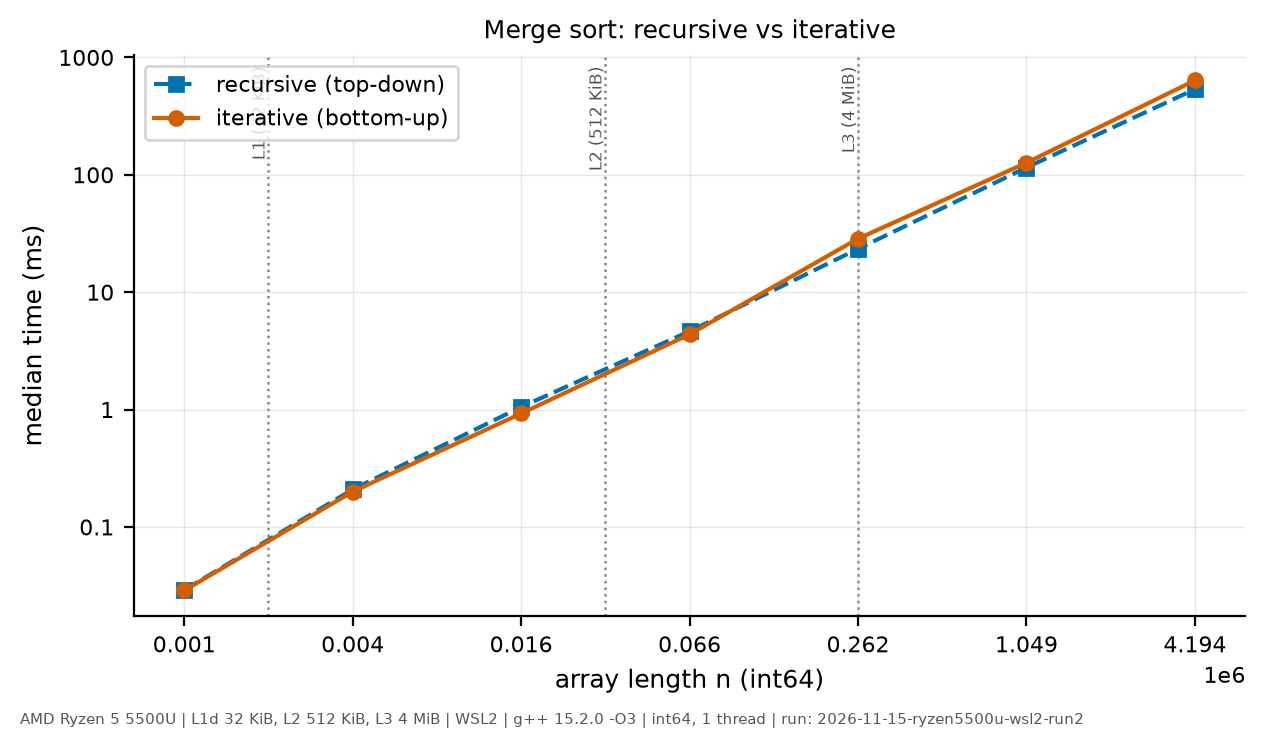 Merge sort: recursive vs iterative
1000
100
10
1
0.1
median time (ms)
recursive (top-down)
iterative (bottom-up)
L1
L2 (512 KiB)
L3 (4 MiB)
0.001 0.004 0.016 0.066 0.262 1.049 4.194
1e6
array length n (int64)
AMD Ryzen 5 5500U | L1d 32 KiB, L2 512 KiB, L3 4 MiB | WSL2 | g++ 15.2.0 -O3 | int64, 1 thread | run: 2026-11-15-ryzen5500u-wsl2-run2